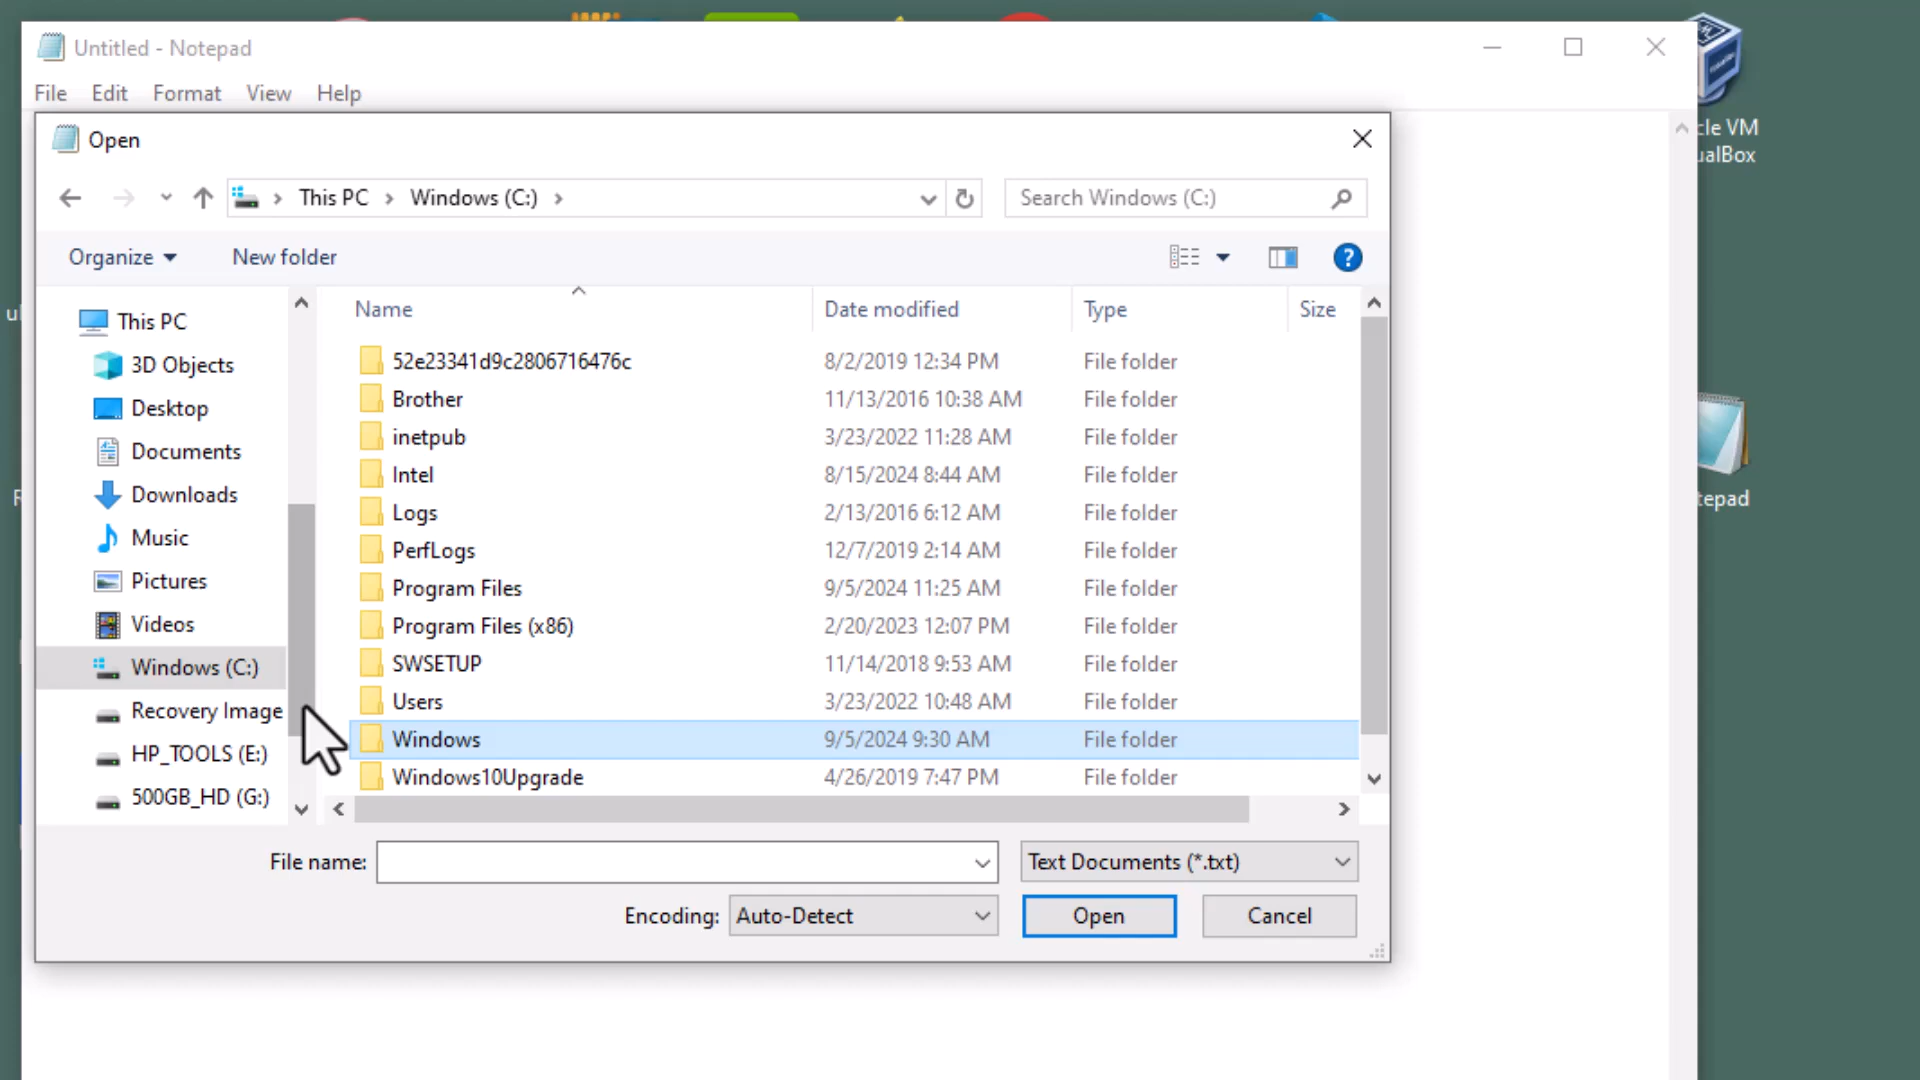 Untitled - Notepad
File Edit Format View Help
Open
This PC Windows (C:) Search Windows (C:)
Organize New folder ?
Name Date modified Type Size
This PC
3D Objects
Desktop
Documents
Downloads
Music
Pictures
Videos
Windows (C:)
Recovery Image
HP_TOOLS (E:)
500GB_HD (G:)
52e23341d9c2806716476c 8/2/2019 12:34 PM File folder
Brother 11/13/2016 10:38 AM File folder
inetpub 3/23/2022 11:28 AM File folder
Intel 8/15/2024 8:44 AM File folder
Logs 2/13/2016 6:12 AM File folder
PerfLogs 12/7/2019 2:14 AM File folder
Program Files 9/5/2024 11:25 AM File folder
Program Files (x86) 2/20/2023 12:07 PM File folder
SWSETUP 11/14/2018 9:53 AM File folder
Users 3/23/2022 10:48 AM File folder
Windows 9/5/2024 9:30 AM File folder
Windows10Upgrade 4/26/2019 7:47 PM File folder
File name: Text Documents (*.txt)
Encoding: Auto-Detect Open Cancel
cle VM
ualBox
tepad